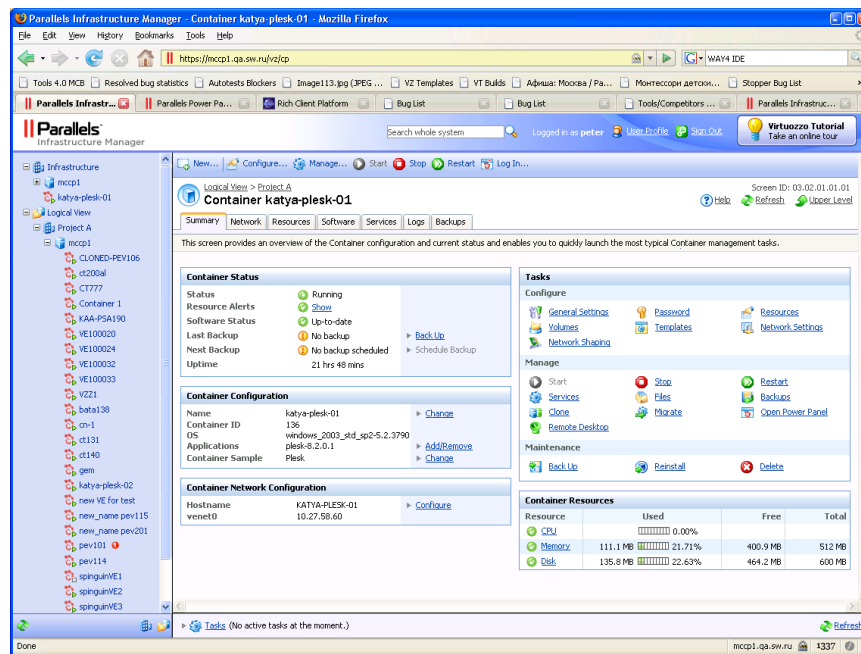 Parallels Infrastructure Manager - Container katya-plesk-01 - Mozilla Firefox
File Edit View History Bookmarks Tools Help
https://mccp1.qa.sw.ru/vz/cp
WAY4 IDE
Tools 4.0 MCB Resolved bug statistics Autotests Blockers Image113.jpg (JPEG ... VZ Templates VT Builds Афиша: Москва / Ра... Монтессори детски... Stopper Bug List
Parallels Infrastr... Parallels Power Pa... Rich Client Platform Bug List Bug List Tools/Competitors ... Parallels Infrastruc...
Parallels
Infrastructure Manager
Search whole system
Logged in as peter User Profile Sign Out
Virtuozzo Tutorial
Take an online tour
Infrastructure
mccp1
katya-plesk-01
Logical View
Project A
mcop1
CLONED-PEV106
ct200al
CT777
Container 1
KAA-PSA190
VE100020
VE100024
VE100032
VE100033
VZZ1
bata138
cn-1
ct131
ct140
gem
katya-plesk-02
new VE for test
new_name pev115
new_name pev201
pev101
pev114
spinguinVE1
spinguinVE2
spinguinVE3
New... Configure... Manage... Start Stop Restart Log In...
Logical View > Project A
Container katya-plesk-01
Screen ID: 03.02.01.01.01
Help Refresh Upper Level
Summary Network Resources Software Services Logs Backups
This screen provides an overview of the Container configuration and current status and enables you to quickly launch the most typical Container management tasks.
Container Status
Status Running
Resource Alerts Show
Software Status Up-to-date
Last Backup No backup Back Up
Next Backup No backup scheduled Schedule Backup
Uptime 21 hrs 48 mins
Container Configuration
Name katya-plesk-01 Change
Container ID 136
OS windows_2003_std_sp2-5.2.3790
Applications plesk-8.2.0.1 Add/Remove
Container Sample Plesk Change
Container Network Configuration
Hostname KATYA-PLESK-01 Configure
venet0 10.27.58.60
Tasks
Configure
General Settings Password Resources
Volumes Templates Network Settings
Network Shaping
Manage
Start Stop Restart
Services Files Backups
Clone Migrate Open Power Panel
Remote Desktop
Maintenance
Back Up Reinstall Delete
Container Resources
Resource Used Free Total
CPU 0.00%
Memory 111.1 MB 21.71% 400.9 MB 512 MB
Disk 135.8 MB 22.63% 464.2 MB 600 MB
Tasks (No active tasks at the moment.)
Refresh
Done
mccp1.qa.sw.ru 1337